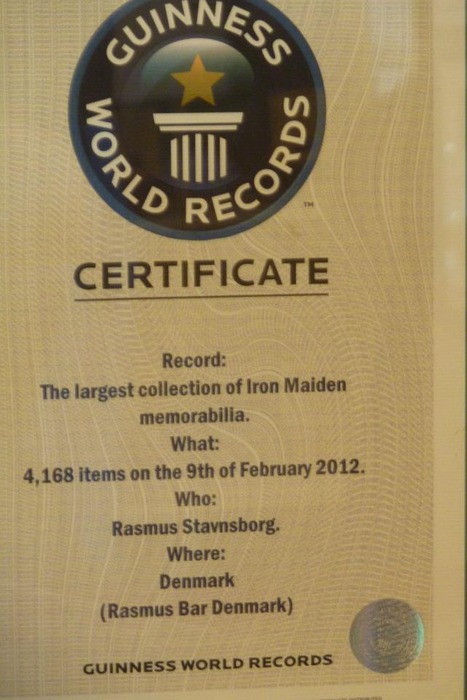 GUINNESS
WORLD RECORDS
TM
CERTIFICATE
Record:
The largest collection of Iron Maiden
memorabilia.
What:
4,168 items on the 9th of February 2012.
Who:
Rasmus Stavnsborg.
Where:
Denmark
(Rasmus Bar Denmark)
GUINNESS WORLD RECORDS